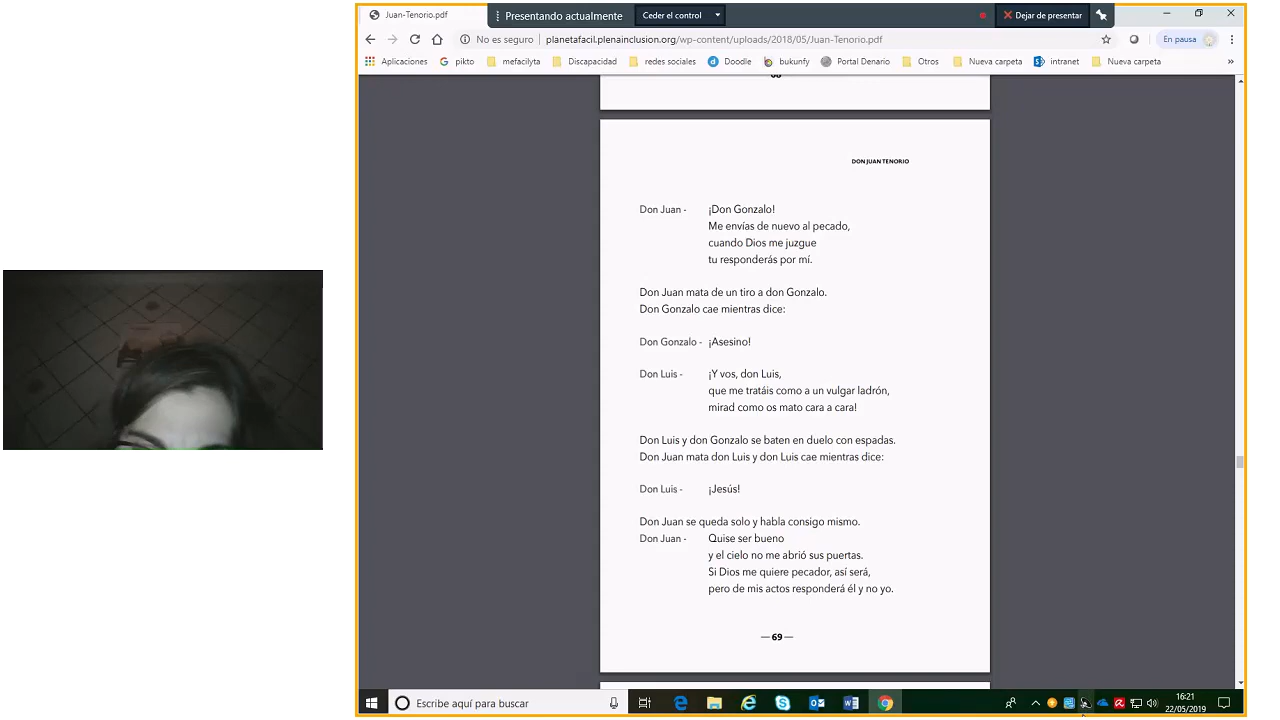 Juan-Tenorio.pdf
Presentando actualmente
Ceder el control
Dejar de presentar
No es seguro | planetafacil.plenainclusion.org/wp-content/uploads/2018/05/Juan-Tenorio.pdf
En pausa
Aplicaciones pikto mefacilyta Discapacidad redes sociales Doodle bukunfy Portal Denario Otros Nueva carpeta intranet Nueva carpeta »
DON JUAN TENORIO
Don Juan - ¡Don Gonzalo!
Me envías de nuevo al pecado,
cuando Dios me juzgue
tu responderás por mí.
Don Juan mata de un tiro a don Gonzalo.
Don Gonzalo cae mientras dice:
Don Gonzalo - ¡Asesino!
Don Luis - ¡Y vos, don Luis,
que me tratáis como a un vulgar ladrón,
mirad como os mato cara a cara!
Don Luis y don Gonzalo se baten en duelo con espadas.
Don Juan mata don Luis y don Luis cae mientras dice:
Don Luis - ¡Jesús!
Don Juan se queda solo y habla consigo mismo.
Don Juan - Quise ser bueno
y el cielo no me abrió sus puertas.
Si Dios me quiere pecador, así será,
pero de mis actos responderá él y no yo.
— 69 —
Escribe aquí para buscar
16:21
22/05/2019